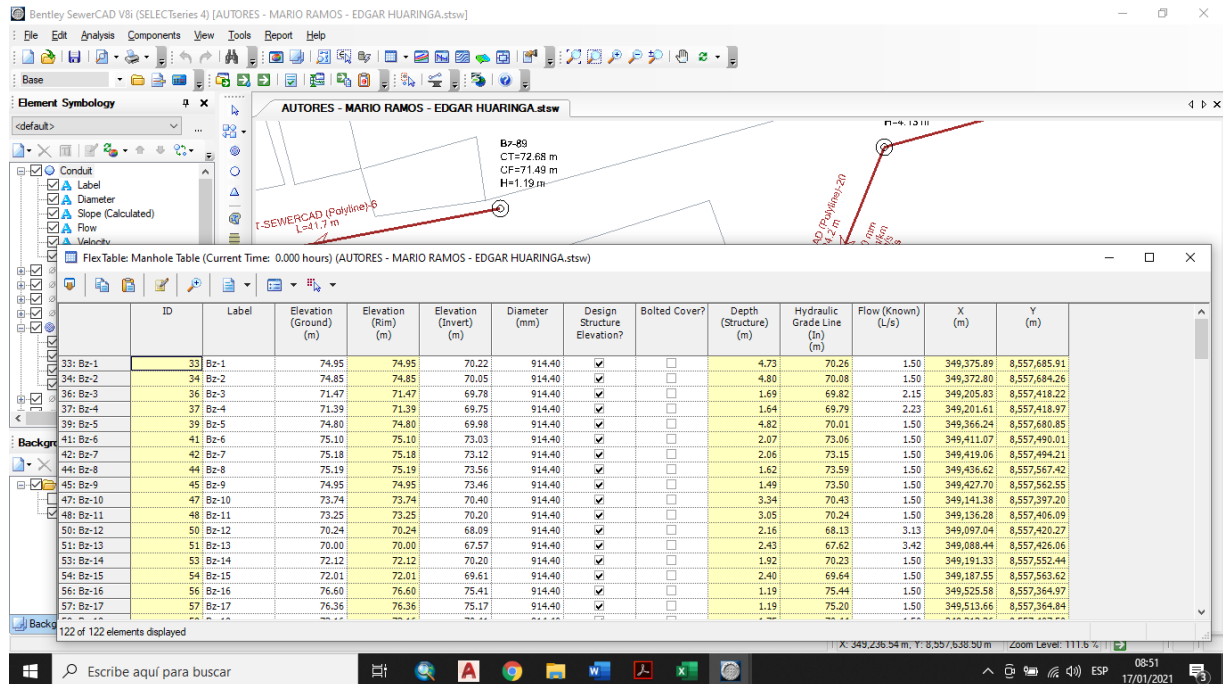 Bentley SewerCAD V8i (SELECTseries 4) [AUTORES - MARIO RAMOS - EDGAR HUARINGA.stsw]
File Edit Analysis Components View Tools Report Help
Base
Element Symbology
<default>
Conduit
Label
Diameter
Slope (Calculated)
Flow
Velocity
AUTORES - MARIO RAMOS - EDGAR HUARINGA.stsw
Bz-89
CT=72.68 m
CF=71.49 m
H=1.19 m
T-SEWERCAD (Polyline)-6
L=41.7 m
H=4.13 m
AD (Polyline)-20
FlexTable: Manhole Table (Current Time: 0.000 hours) (AUTORES - MARIO RAMOS - EDGAR HUARINGA.stsw)
ID Label Elevation (Ground) (m) Elevation (Rim) (m) Elevation (Invert) (m) Diameter (mm) Design Structure Elevation? Bolted Cover? Depth (Structure) (m) Hydraulic Grade Line (In) (m) Flow (Known) (L/s) X (m) Y (m)
33: Bz-1 33 Bz-1 74.95 74.95 70.22 914.40 4.73 70.26 1.50 349,375.89 8,557,685.91
34: Bz-2 34 Bz-2 74.85 74.85 70.05 914.40 4.80 70.08 1.50 349,372.80 8,557,684.26
36: Bz-3 36 Bz-3 71.47 71.47 69.78 914.40 1.69 69.82 2.15 349,205.83 8,557,418.22
37: Bz-4 37 Bz-4 71.39 71.39 69.75 914.40 1.64 69.79 2.23 349,201.61 8,557,418.97
39: Bz-5 39 Bz-5 74.80 74.80 69.98 914.40 4.82 70.01 1.50 349,366.24 8,557,680.85
41: Bz-6 41 Bz-6 75.10 75.10 73.03 914.40 2.07 73.06 1.50 349,411.07 8,557,490.01
42: Bz-7 42 Bz-7 75.18 75.18 73.12 914.40 2.06 73.15 1.50 349,419.06 8,557,494.21
44: Bz-8 44 Bz-8 75.19 75.19 73.56 914.40 1.62 73.59 1.50 349,436.62 8,557,567.42
45: Bz-9 45 Bz-9 74.95 74.95 73.46 914.40 1.49 73.50 1.50 349,427.70 8,557,562.55
47: Bz-10 47 Bz-10 73.74 73.74 70.40 914.40 3.34 70.43 1.50 349,141.38 8,557,397.20
48: Bz-11 48 Bz-11 73.25 73.25 70.20 914.40 3.05 70.24 1.50 349,136.28 8,557,406.09
50: Bz-12 50 Bz-12 70.24 70.24 68.09 914.40 2.16 68.13 3.13 349,097.04 8,557,420.27
51: Bz-13 51 Bz-13 70.00 70.00 67.57 914.40 2.43 67.62 3.42 349,088.44 8,557,426.06
53: Bz-14 53 Bz-14 72.12 72.12 70.20 914.40 1.92 70.23 1.50 349,191.33 8,557,552.44
54: Bz-15 54 Bz-15 72.01 72.01 69.61 914.40 2.40 69.64 1.50 349,187.55 8,557,563.62
56: Bz-16 56 Bz-16 76.60 76.60 75.41 914.40 1.19 75.44 1.50 349,525.58 8,557,364.97
57: Bz-17 57 Bz-17 76.36 76.36 75.17 914.40 1.19 75.20 1.50 349,513.66 8,557,364.84
122 of 122 elements displayed
Backgr
Backg
X: 349,236.54 m, Y: 8,557,638.50 m Zoom Level: 111.6 %
Escribe aquí para buscar
ESP
08:51
17/01/2021